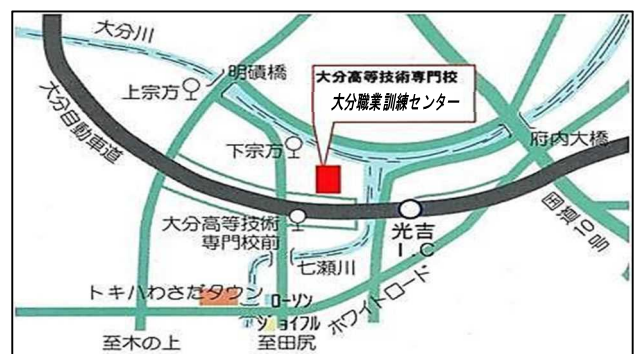 大分川
明磧橋
上宗方
大分自動車道
大分高等技術専門校
大分職業訓練センター
下宗方
府内大橋
国道10号
大分高等技術
専門校前
光吉
I.C
七瀬川
ホワイトロード
トキハわさだタウン
ローソン
ジョイフル
至木の上
至田尻